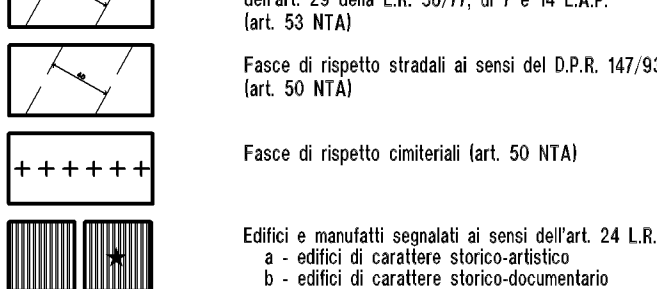 dell'art. 29 della L.R. 56/77, di 7 e 14 L.A.P.
(art. 53 NTA)
Fasce di rispetto stradali ai sensi del D.P.R. 147/93
(art. 50 NTA)
Fasce di rispetto cimiteriali (art. 50 NTA)
Edifici e manufatti segnalati ai sensi dell'art. 24 L.R.
a - edifici di carattere storico-artistico
b - edifici di carattere storico-documentario